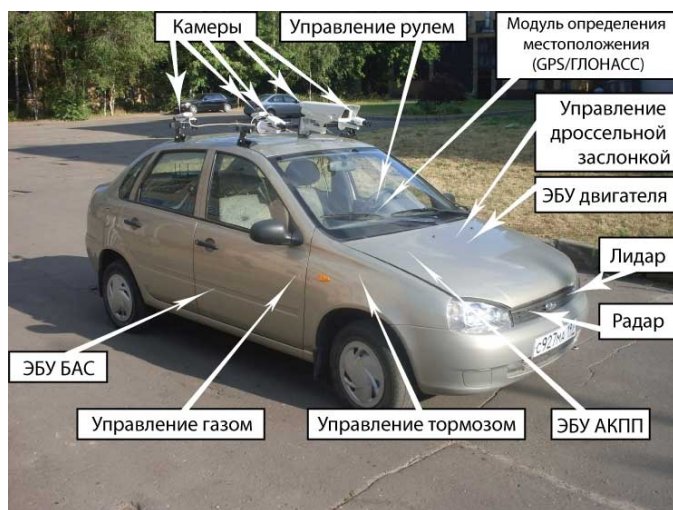 Камеры
Управление рулем
Модуль определения
местоположения
(GPS/ГЛОНАСС)
Управление
дроссельной
заслонкой
ЭБУ двигателя
Лидар
Радар
ЭБУ БАС
Управление газом
Управление тормозом
ЭБУ АКПП